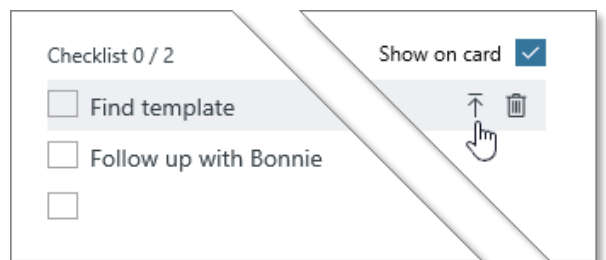 Checklist 0 / 2 Show on card
Find template
Follow up with Bonnie